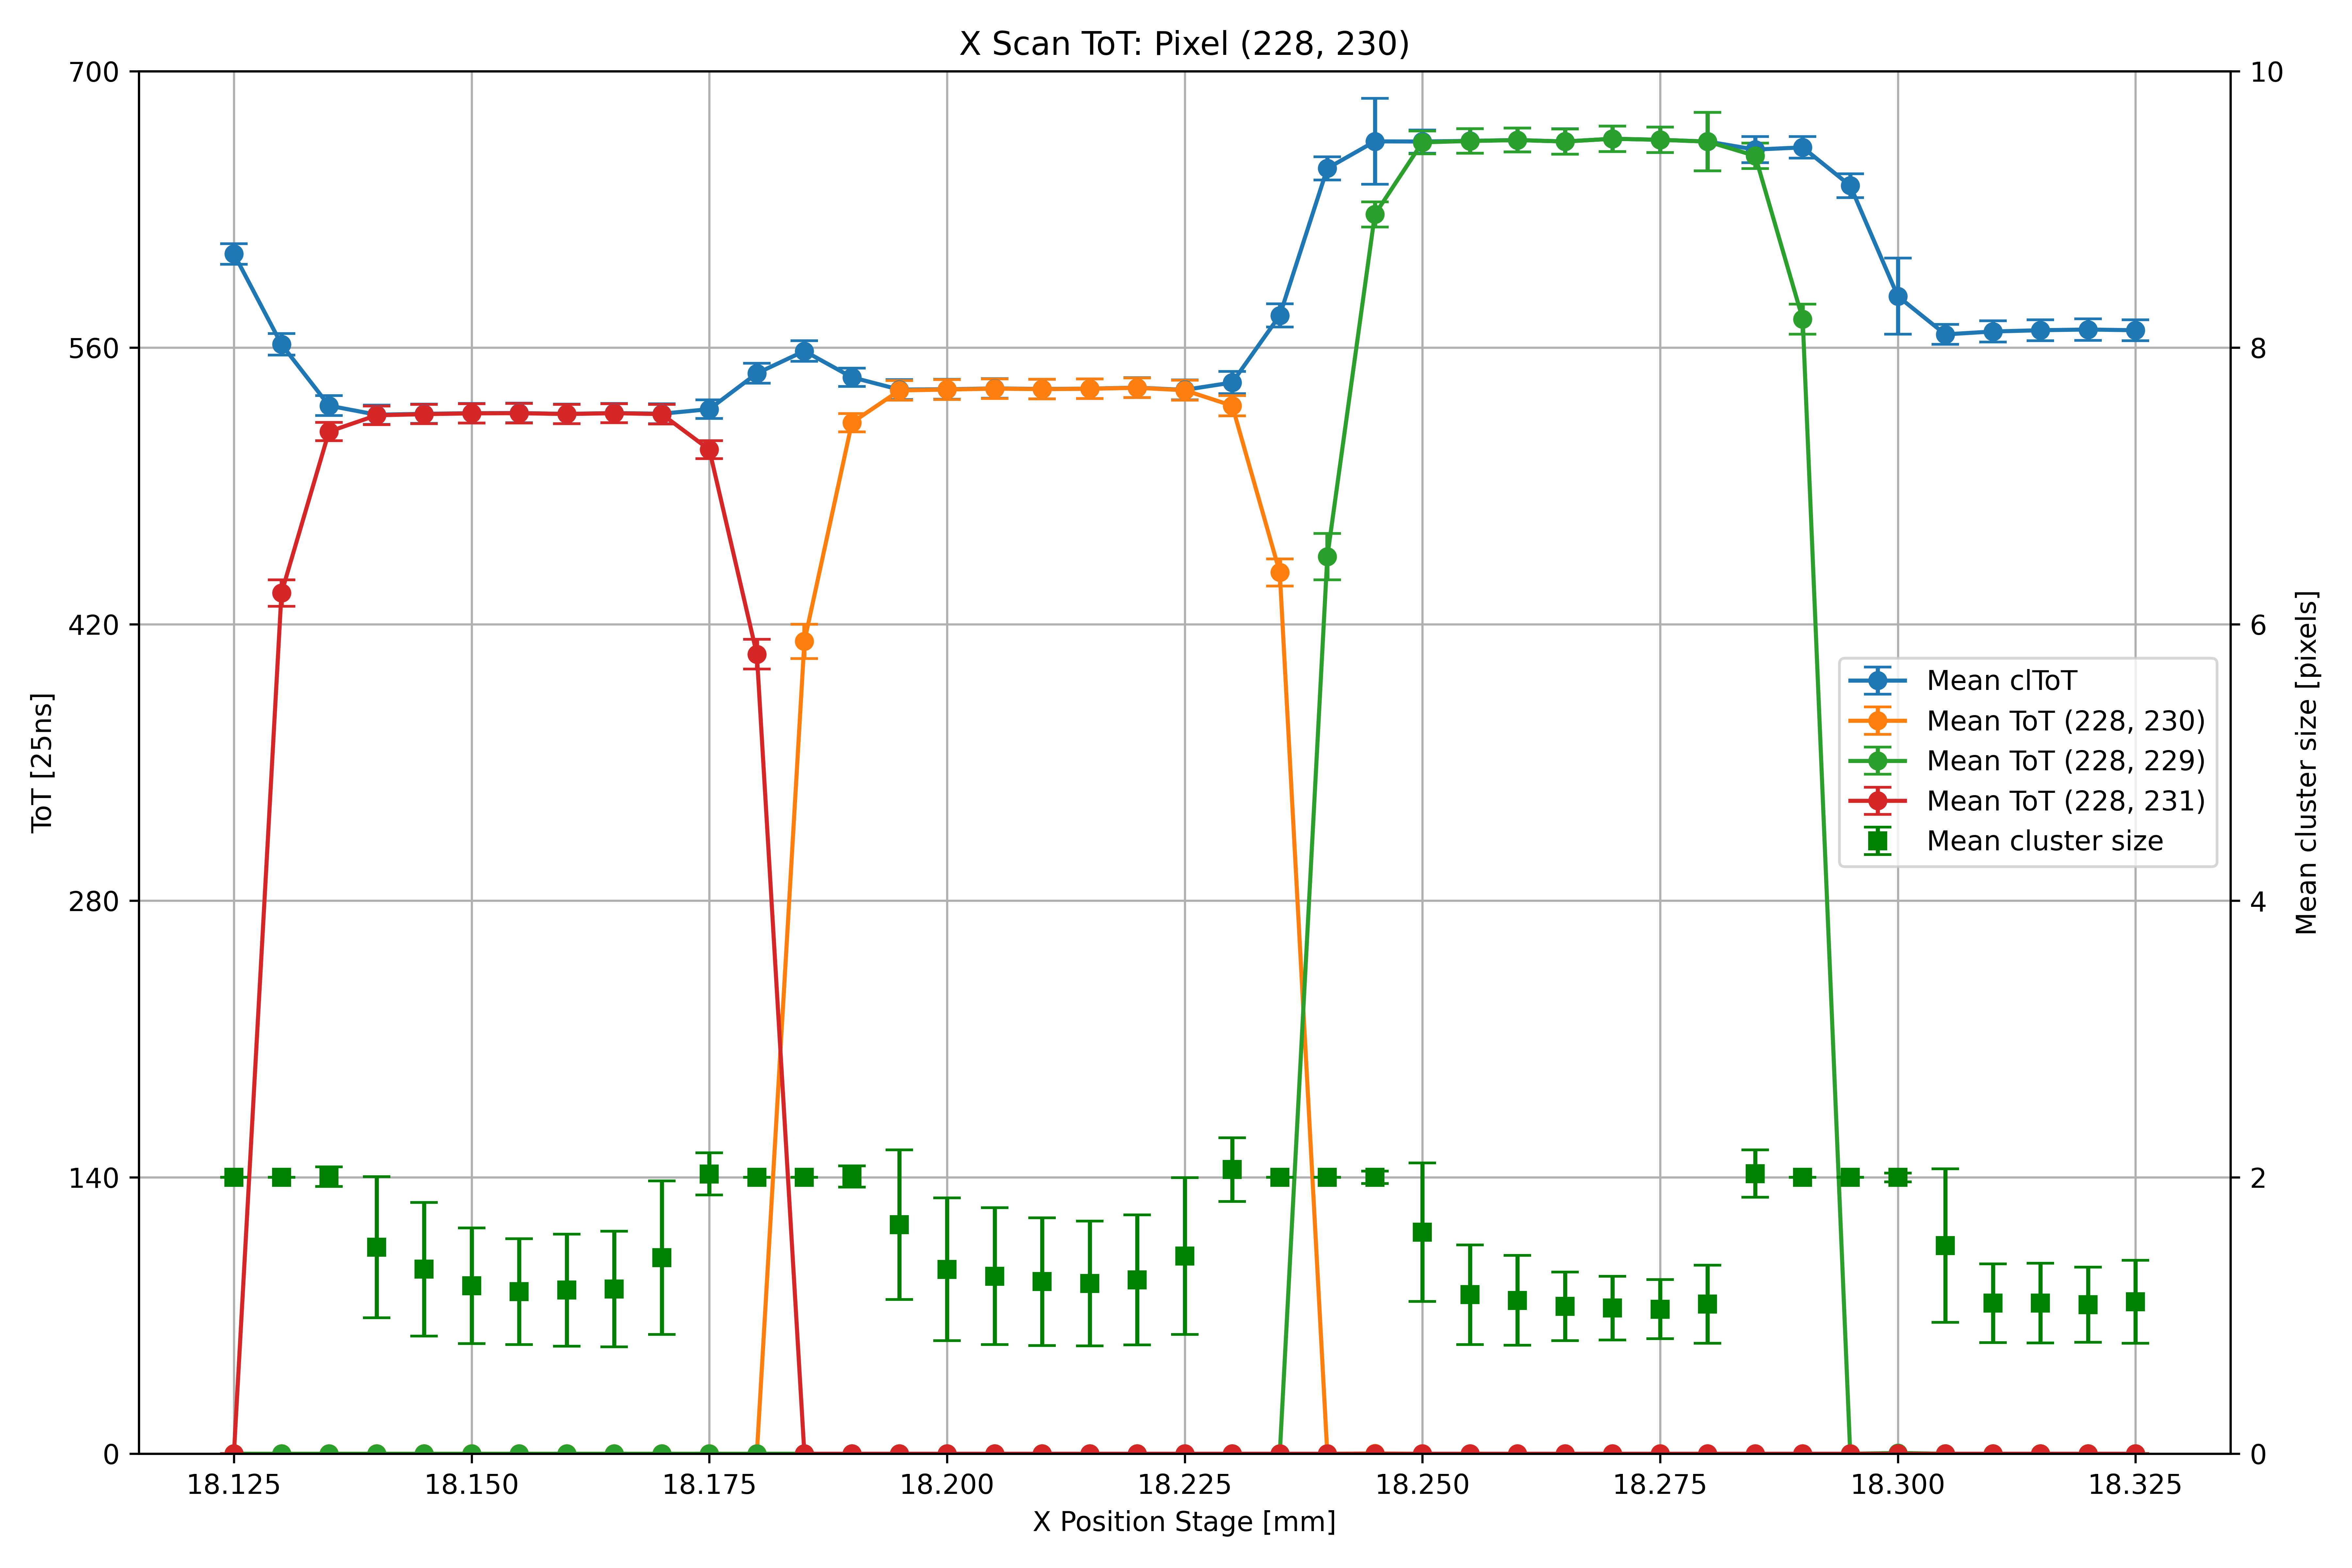 X Scan ToT: Pixel (228, 230)
700
560
420
280
140
0
ToT [25ns]
10
8
6
4
2
0
Mean cluster size [pixels]
Mean clToT
Mean ToT (228, 230)
Mean ToT (228, 229)
Mean ToT (228, 231)
Mean cluster size
18.125 18.150 18.175 18.200 18.225 18.250 18.275 18.300 18.325
X Position Stage [mm]